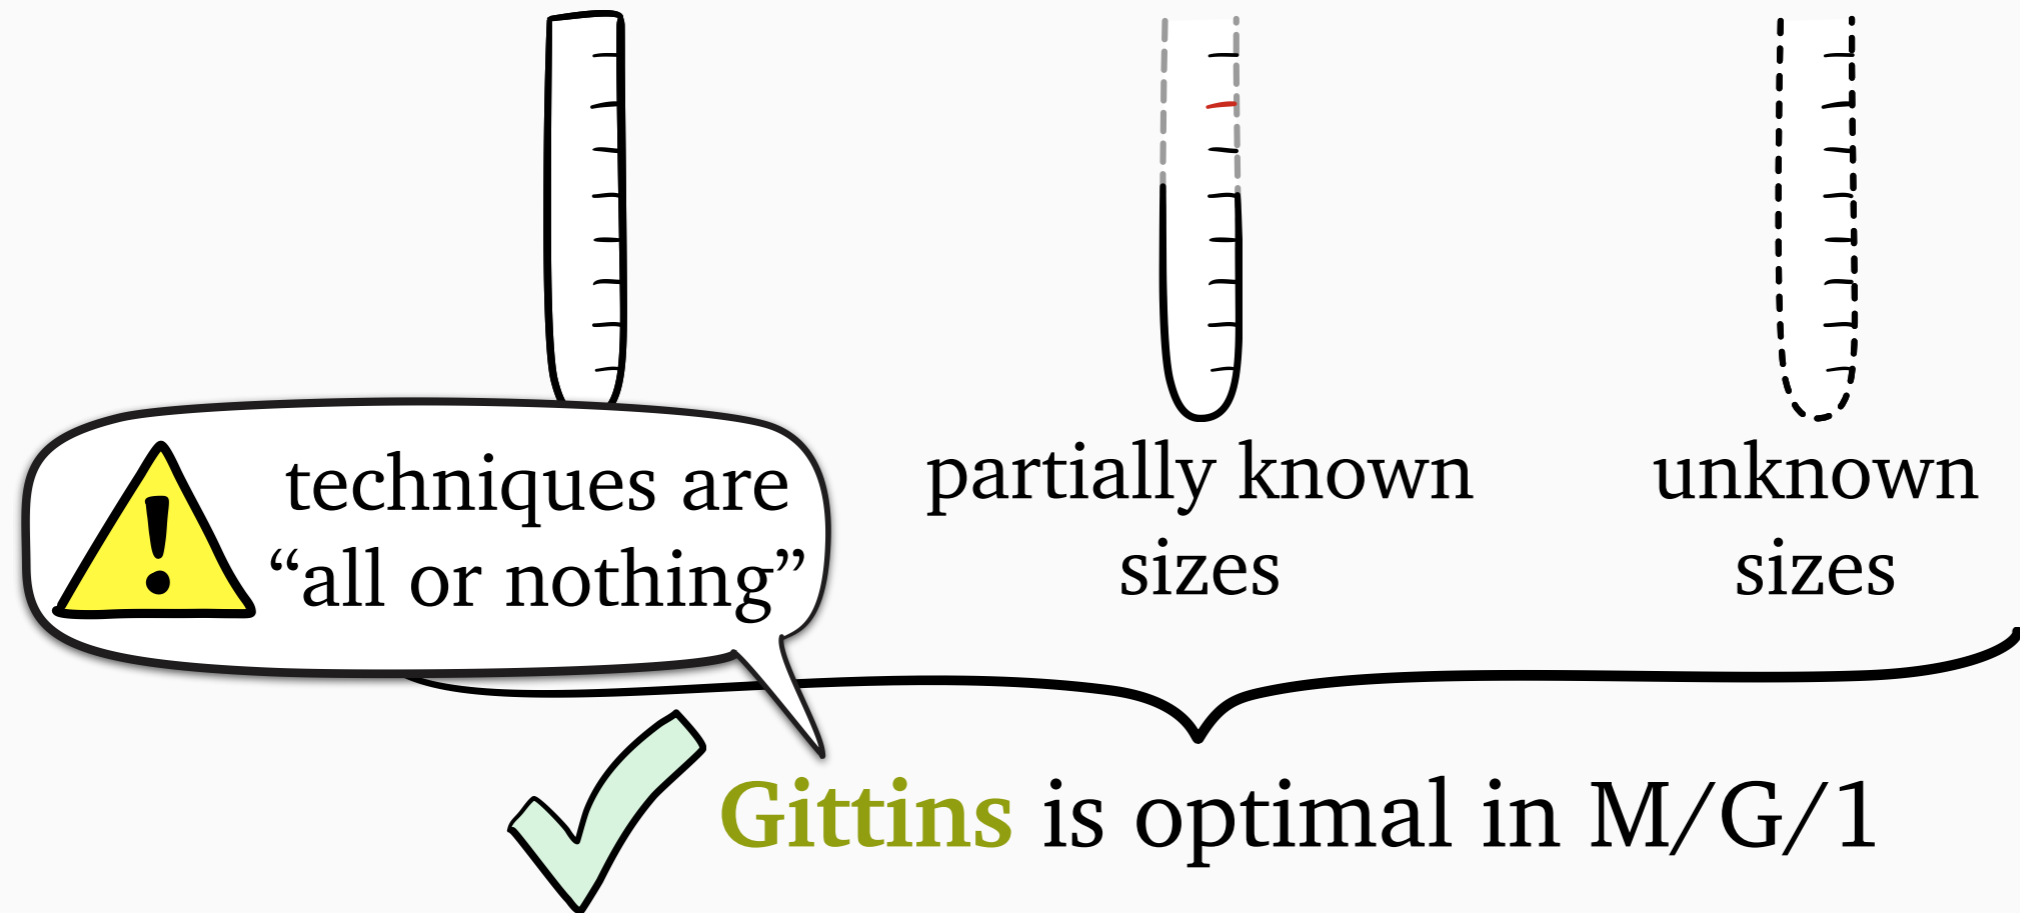 techniques are
“all or nothing”
partially known
sizes
unknown
sizes
Gittins is optimal in M/G/1